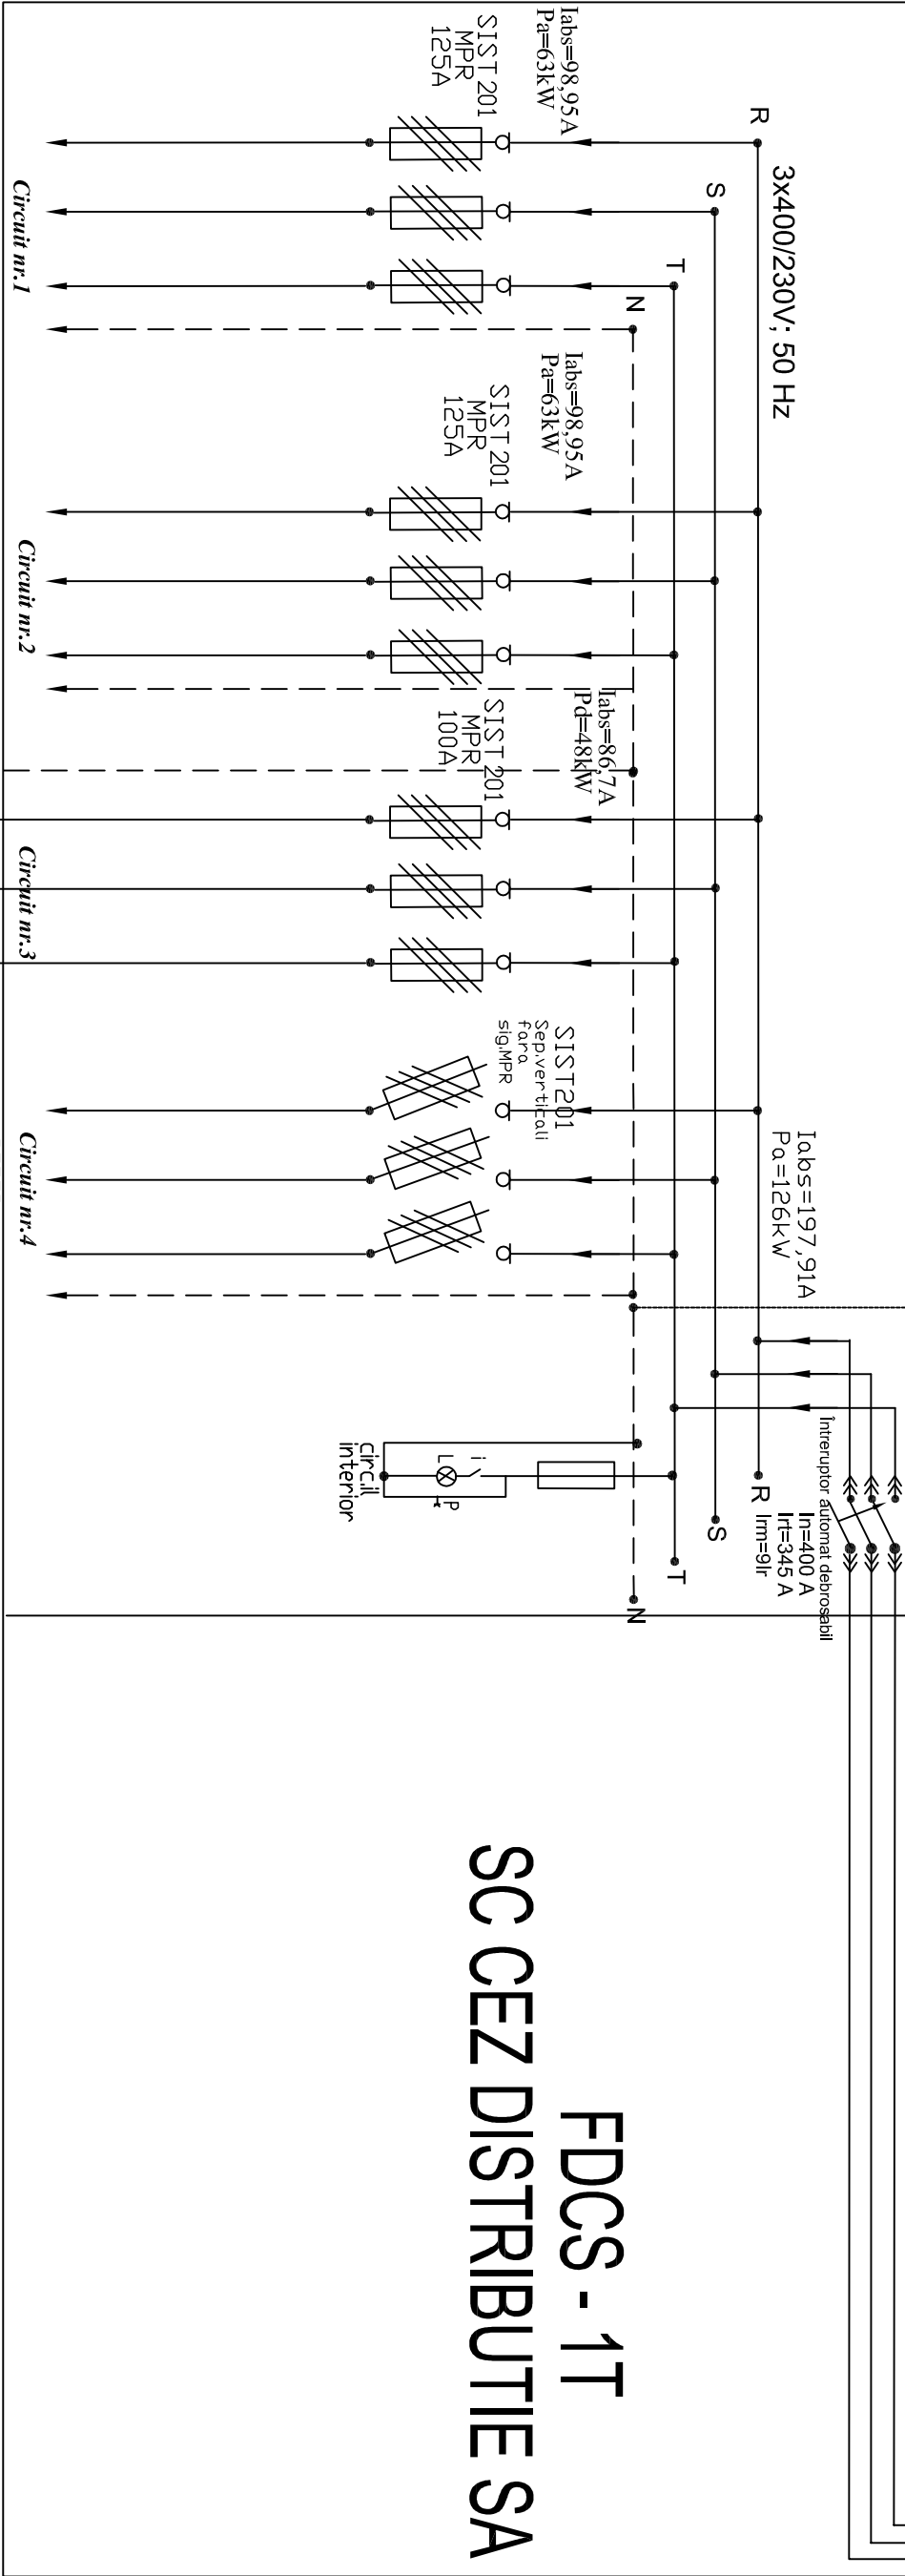 3x400/230V; 50 Hz
R
S
T
N
Iabs=98,95A
Pa=63kW
SIST 201
MPR
125A
Circuit nr.1
Iabs=98,95A
Pa=63kW
SIST 201
MPR
125A
Circuit nr.2
Iabs=86,7A
Pd=48kW
SIST 201
MPR
100A
Circuit nr.3
SIST201
Sep.verticali
fara
sig.MPR
Circuit nr.4
Iabs=197,91A
Pa=126kW
Întreruptor automat debrosabil
In=400 A
Irt=345 A
Irm=9Ir
R
S
T
N
i
L
P
circ.il
interior
FDCS - 1T
SC CEZ DISTRIBUTIE SA